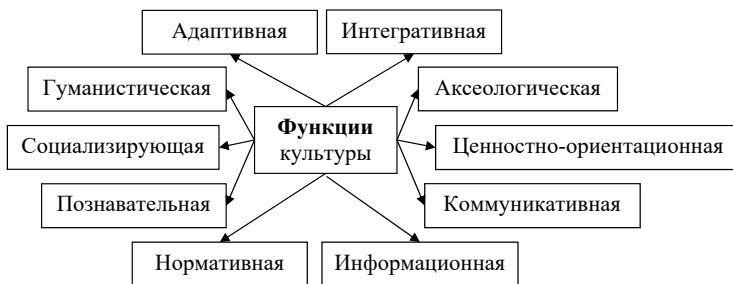 Адаптивная
Интегративная
Гуманистическая
Аксеологическая
Функции
культуры
Социализирующая
Ценностно-ориентационная
Познавательная
Коммуникативная
Нормативная
Информационная